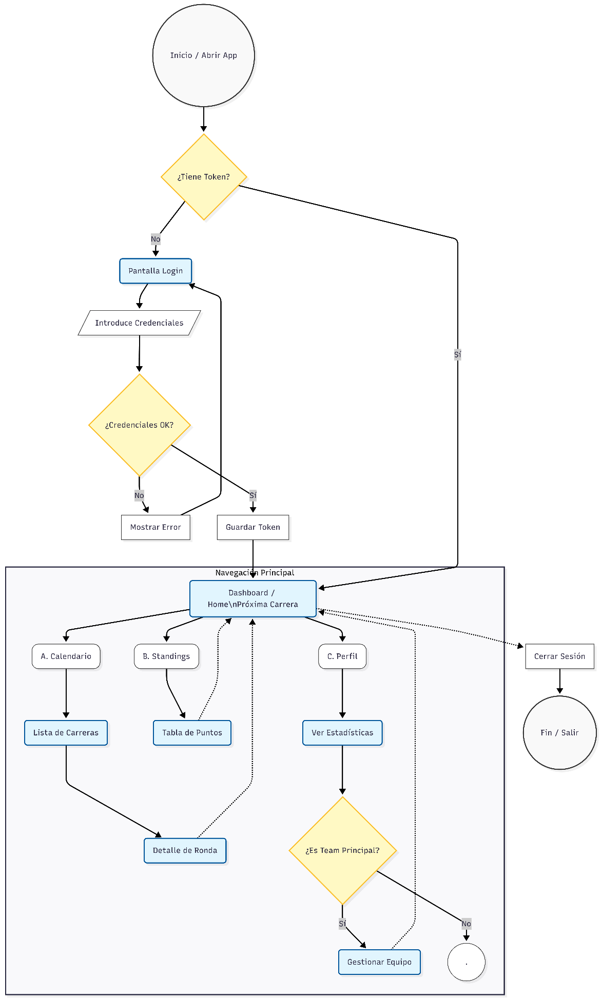 Inicio / Abrir App
¿Tiene Token?
No
Pantalla Login
Introduce Credenciales
Sí
¿Credenciales OK?
No
Sí
Mostrar Error
Guardar Token
Navegación Principal
Dashboard /
Home\nPróxima Carrera
A. Calendario
B. Standings
C. Perfil
Cerrar Sesión
Lista de Carreras
Tabla de Puntos
Ver Estadísticas
Fin / Salir
Detalle de Ronda
¿Es Team Principal?
Sí
No
Gestionar Equipo
.